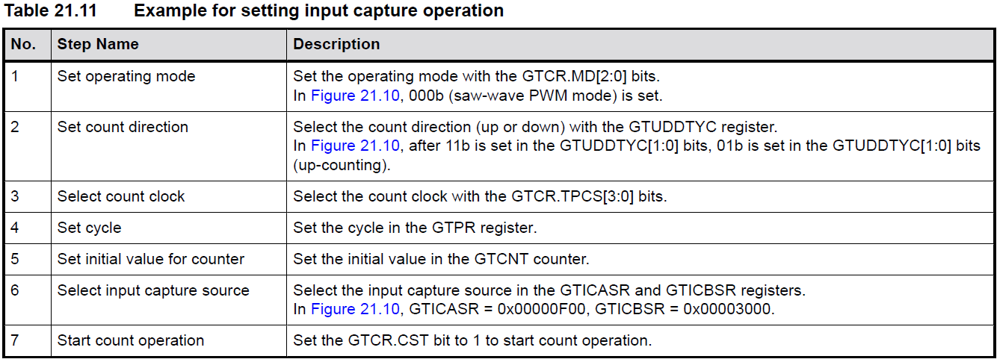 Table 21.11 Example for setting input capture operation
No. Step Name Description
1 Set operating mode Set the operating mode with the GTCR.MD[2:0] bits.
In Figure 21.10, 000b (saw-wave PWM mode) is set.
2 Set count direction Select the count direction (up or down) with the GTUDDTYC register.
In Figure 21.10, after 11b is set in the GTUDDTYC[1:0] bits, 01b is set in the GTUDDTYC[1:0] bits
(up-counting).
3 Select count clock Select the count clock with the GTCR.TPCS[3:0] bits.
4 Set cycle Set the cycle in the GTPR register.
5 Set initial value for counter Set the initial value in the GTCNT counter.
6 Select input capture source Select the input capture source in the GTICASR and GTICBSR registers.
In Figure 21.10, GTICASR = 0x00000F00, GTICBSR = 0x00003000.
7 Start count operation Set the GTCR.CST bit to 1 to start count operation.